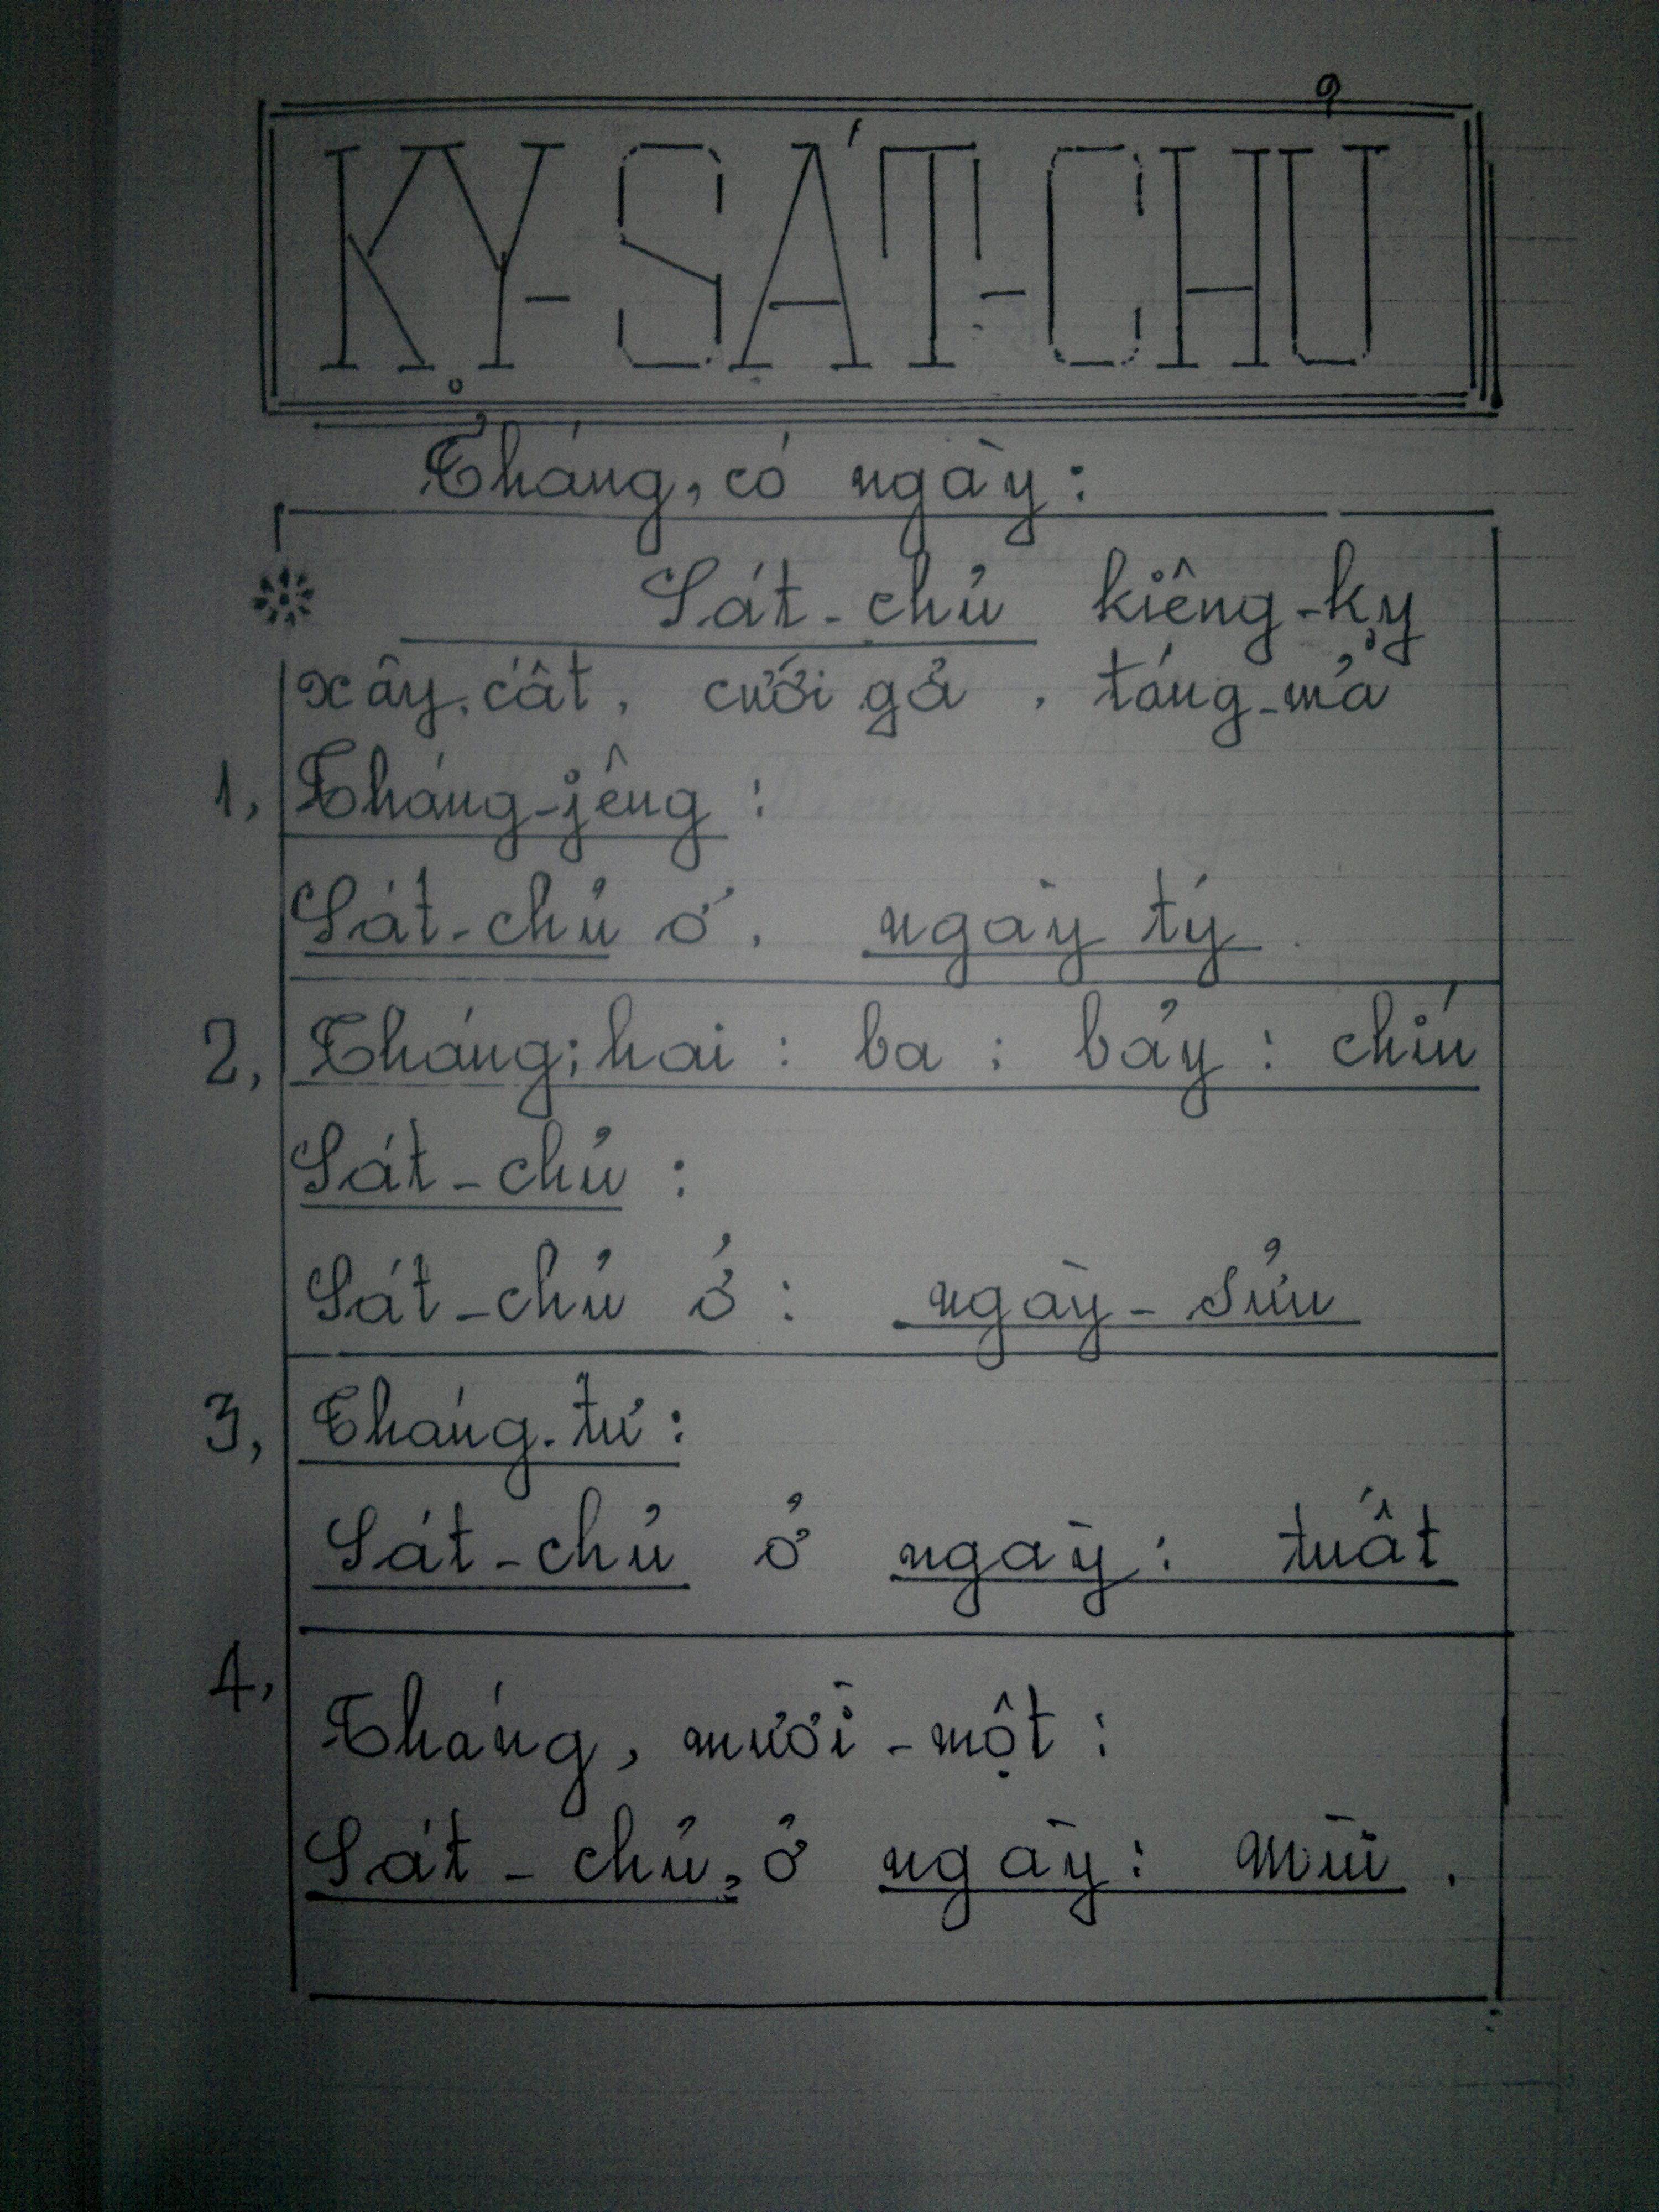 KỴ-SÁT-CHỦ
Tháng, có ngày:
Sát-chủ kiêng-kỵ
xây, cất, cưới gả, táng-mả
1, Tháng-jêng:
Sát-chủ ở, ngày tý
2, Tháng; hai: ba: bảy: chín
Sát-chủ:
Sát-chủ ở: ngày-sửu
3, Tháng. tư:
Sát-chủ ở ngày: tuất
4, Tháng, mười-một:
Sát-chủ, ở ngày: Mùi.